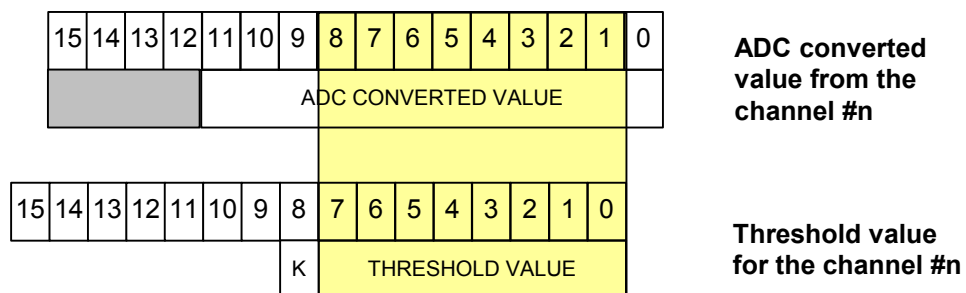 15 14 13 12 11 10 9 8 7 6 5 4 3 2 1 0
ADC CONVERTED VALUE
ADC converted
value from the
channel #n
15 14 13 12 11 10 9 8 7 6 5 4 3 2 1 0
K THRESHOLD VALUE
Threshold value
for the channel #n